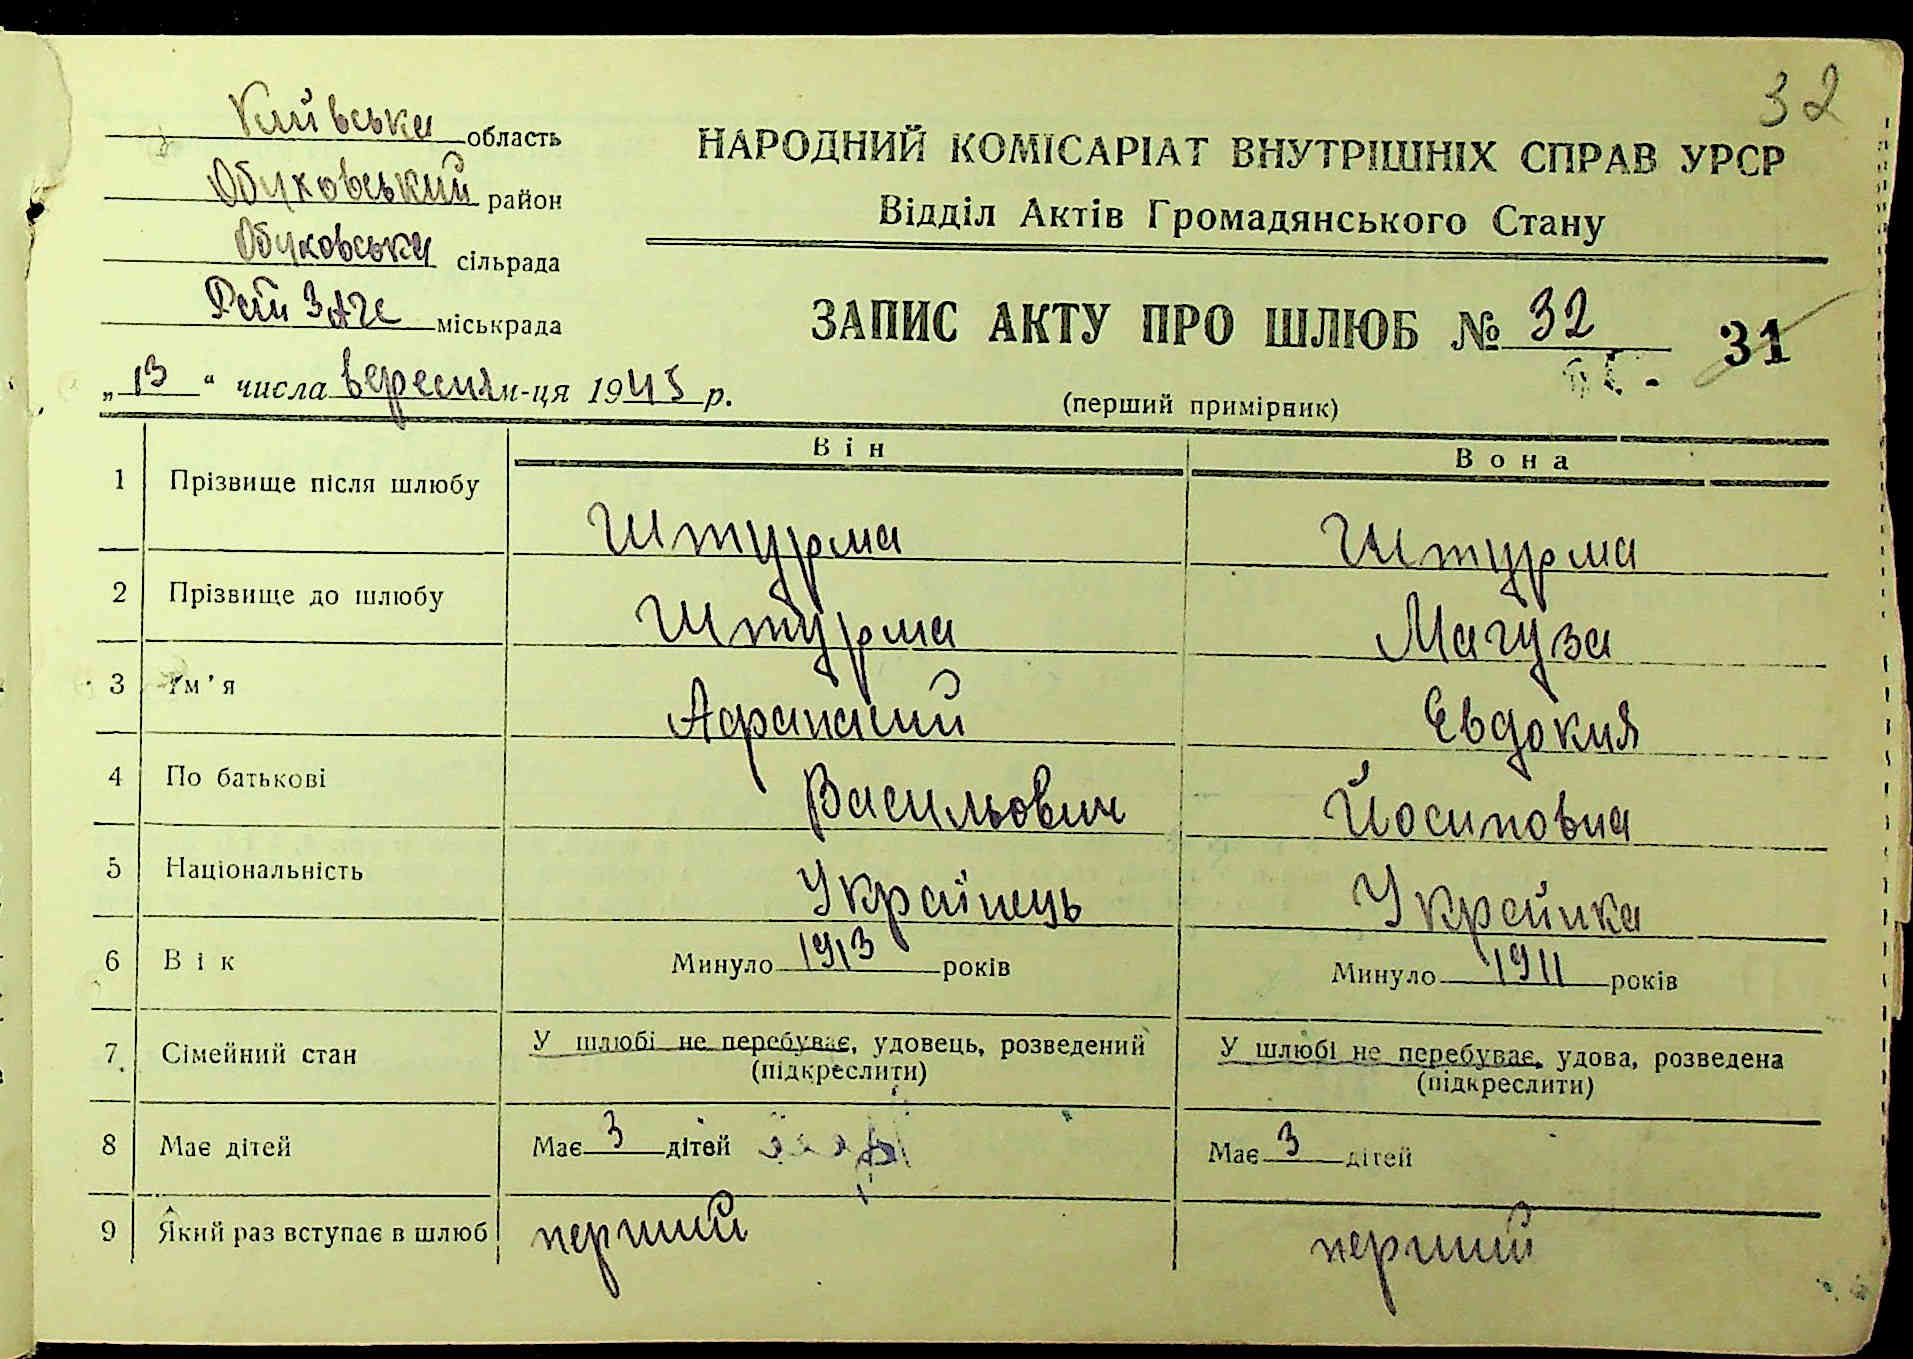 32
Київська область
Обуховський район
Обуховська сільрада
Рай ЗАГС міськрада
„13“ числа вересня м-ця 1945 р.
НАРОДНИЙ КОМІСАРІАТ ВНУТРІШНІХ СПРАВ УРСР
Відділ Актів Громадянського Стану
ЗАПИС АКТУ ПРО ШЛЮБ № 32 31
(перший примірник)
Він Вона
1 Прізвище після шлюбу Штурма Штурма
2 Прізвище до шлюбу Штурма Магуза
3 Ім'я Афанасий Евдокия
4 По батькові Васильович Йосиповна
5 Національність Українець Украйнка
6 Вік Минуло 1913 років Минуло 1911 років
7 Сімейний стан У шлюбі не перебуває, удовець, розведений У шлюбі не перебуває, удова, розведена
(підкреслити) (підкреслити)
8 Має дітей Має 3 дітей Має 3 дітей
9 Який раз вступає в шлюб перший перший